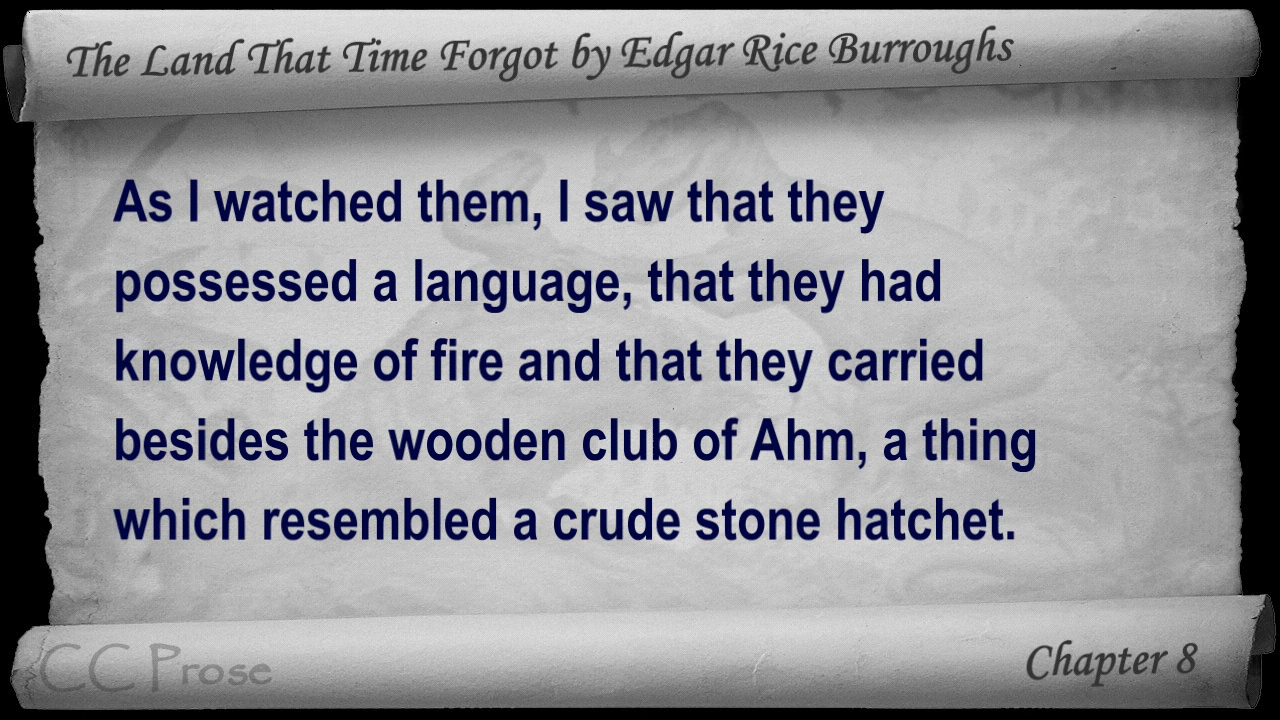 The Land That Time Forgot by Edgar Rice Burroughs
As I watched them, I saw that they
possessed a language, that they had
knowledge of fire and that they carried
besides the wooden club of Ahm, a thing
which resembled a crude stone hatchet.
CC Prose
Chapter 8